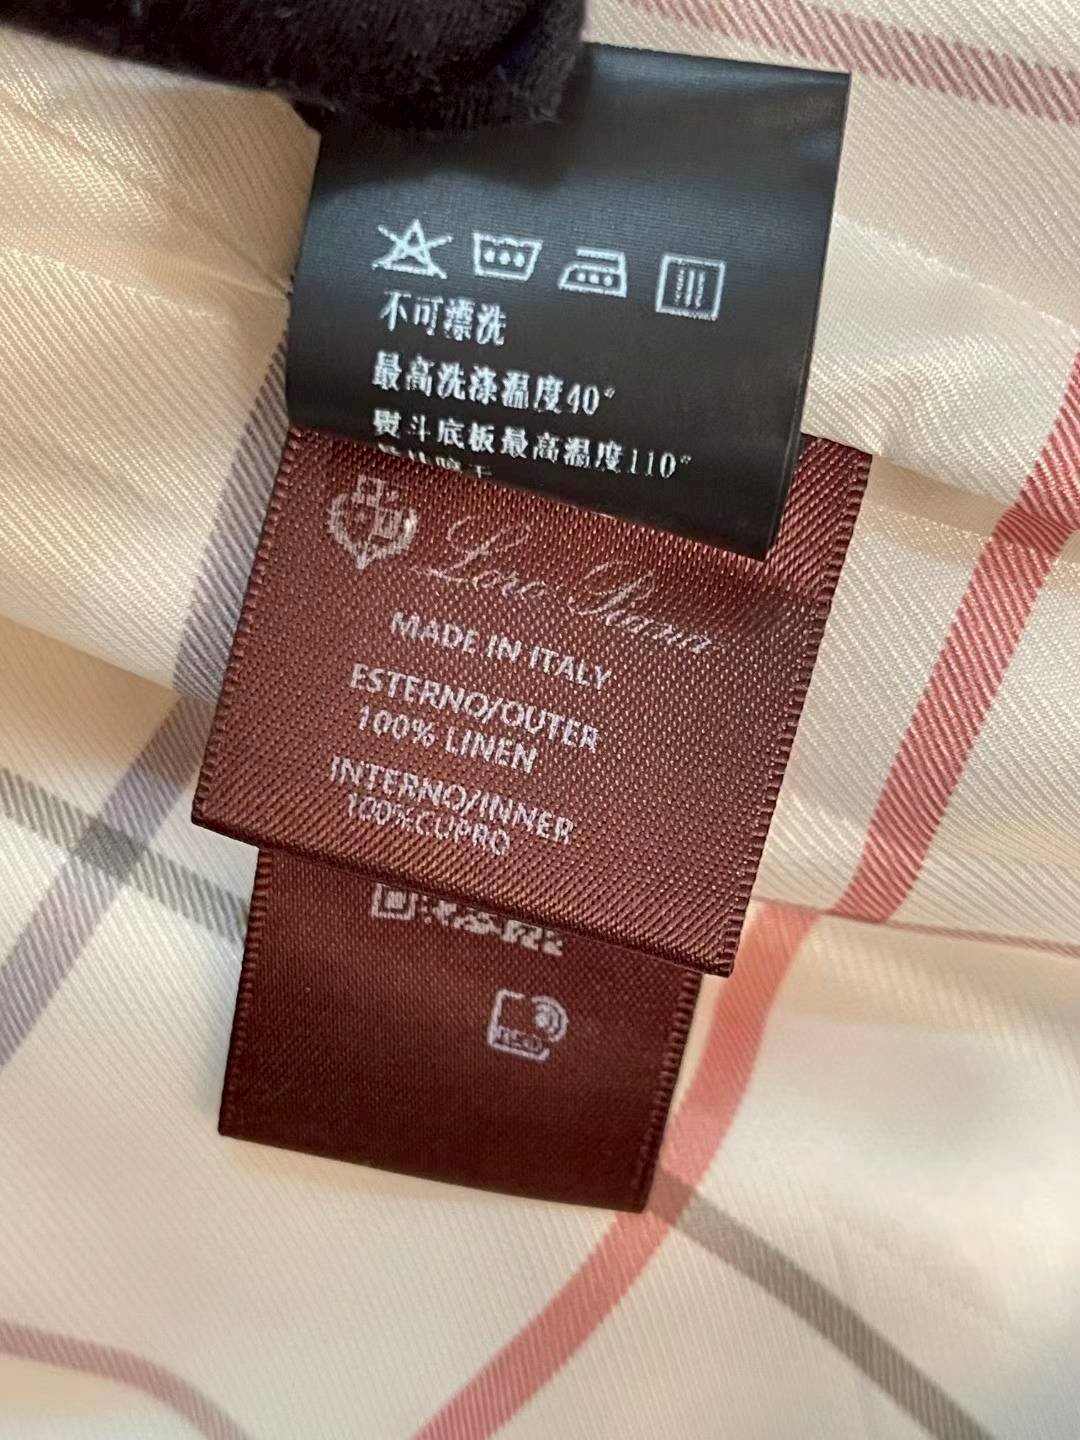 不可漂洗
最高洗涤温度40°
熨斗底板最高温度110°
Loro Piana
MADE IN ITALY
ESTERNO/OUTER
100% LINEN
INTERNO/INNER
100%CUPRO